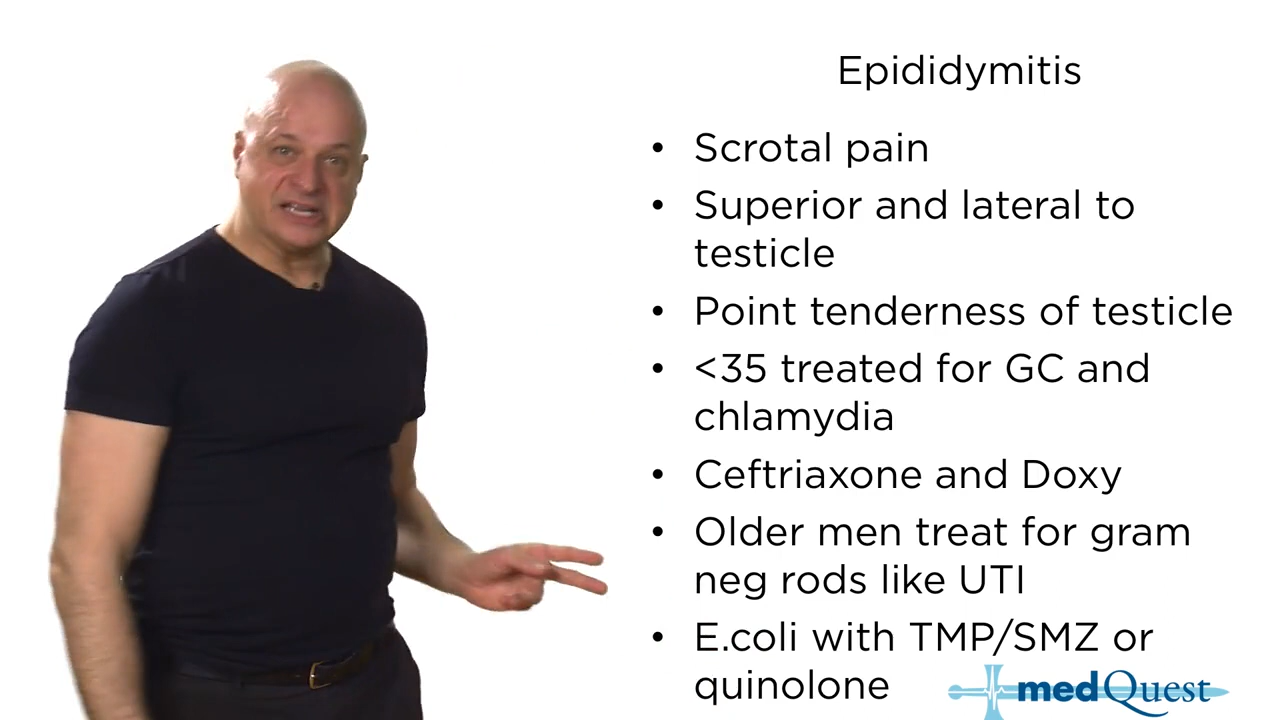 Epididymitis
• Scrotal pain
• Superior and lateral to
testicle
• Point tenderness of testicle
• <35 treated for GC and
chlamydia
• Ceftriaxone and Doxy
• Older men treat for gram
neg rods like UTI
• E.coli with TMP/SMZ or
quinolone
medQuest